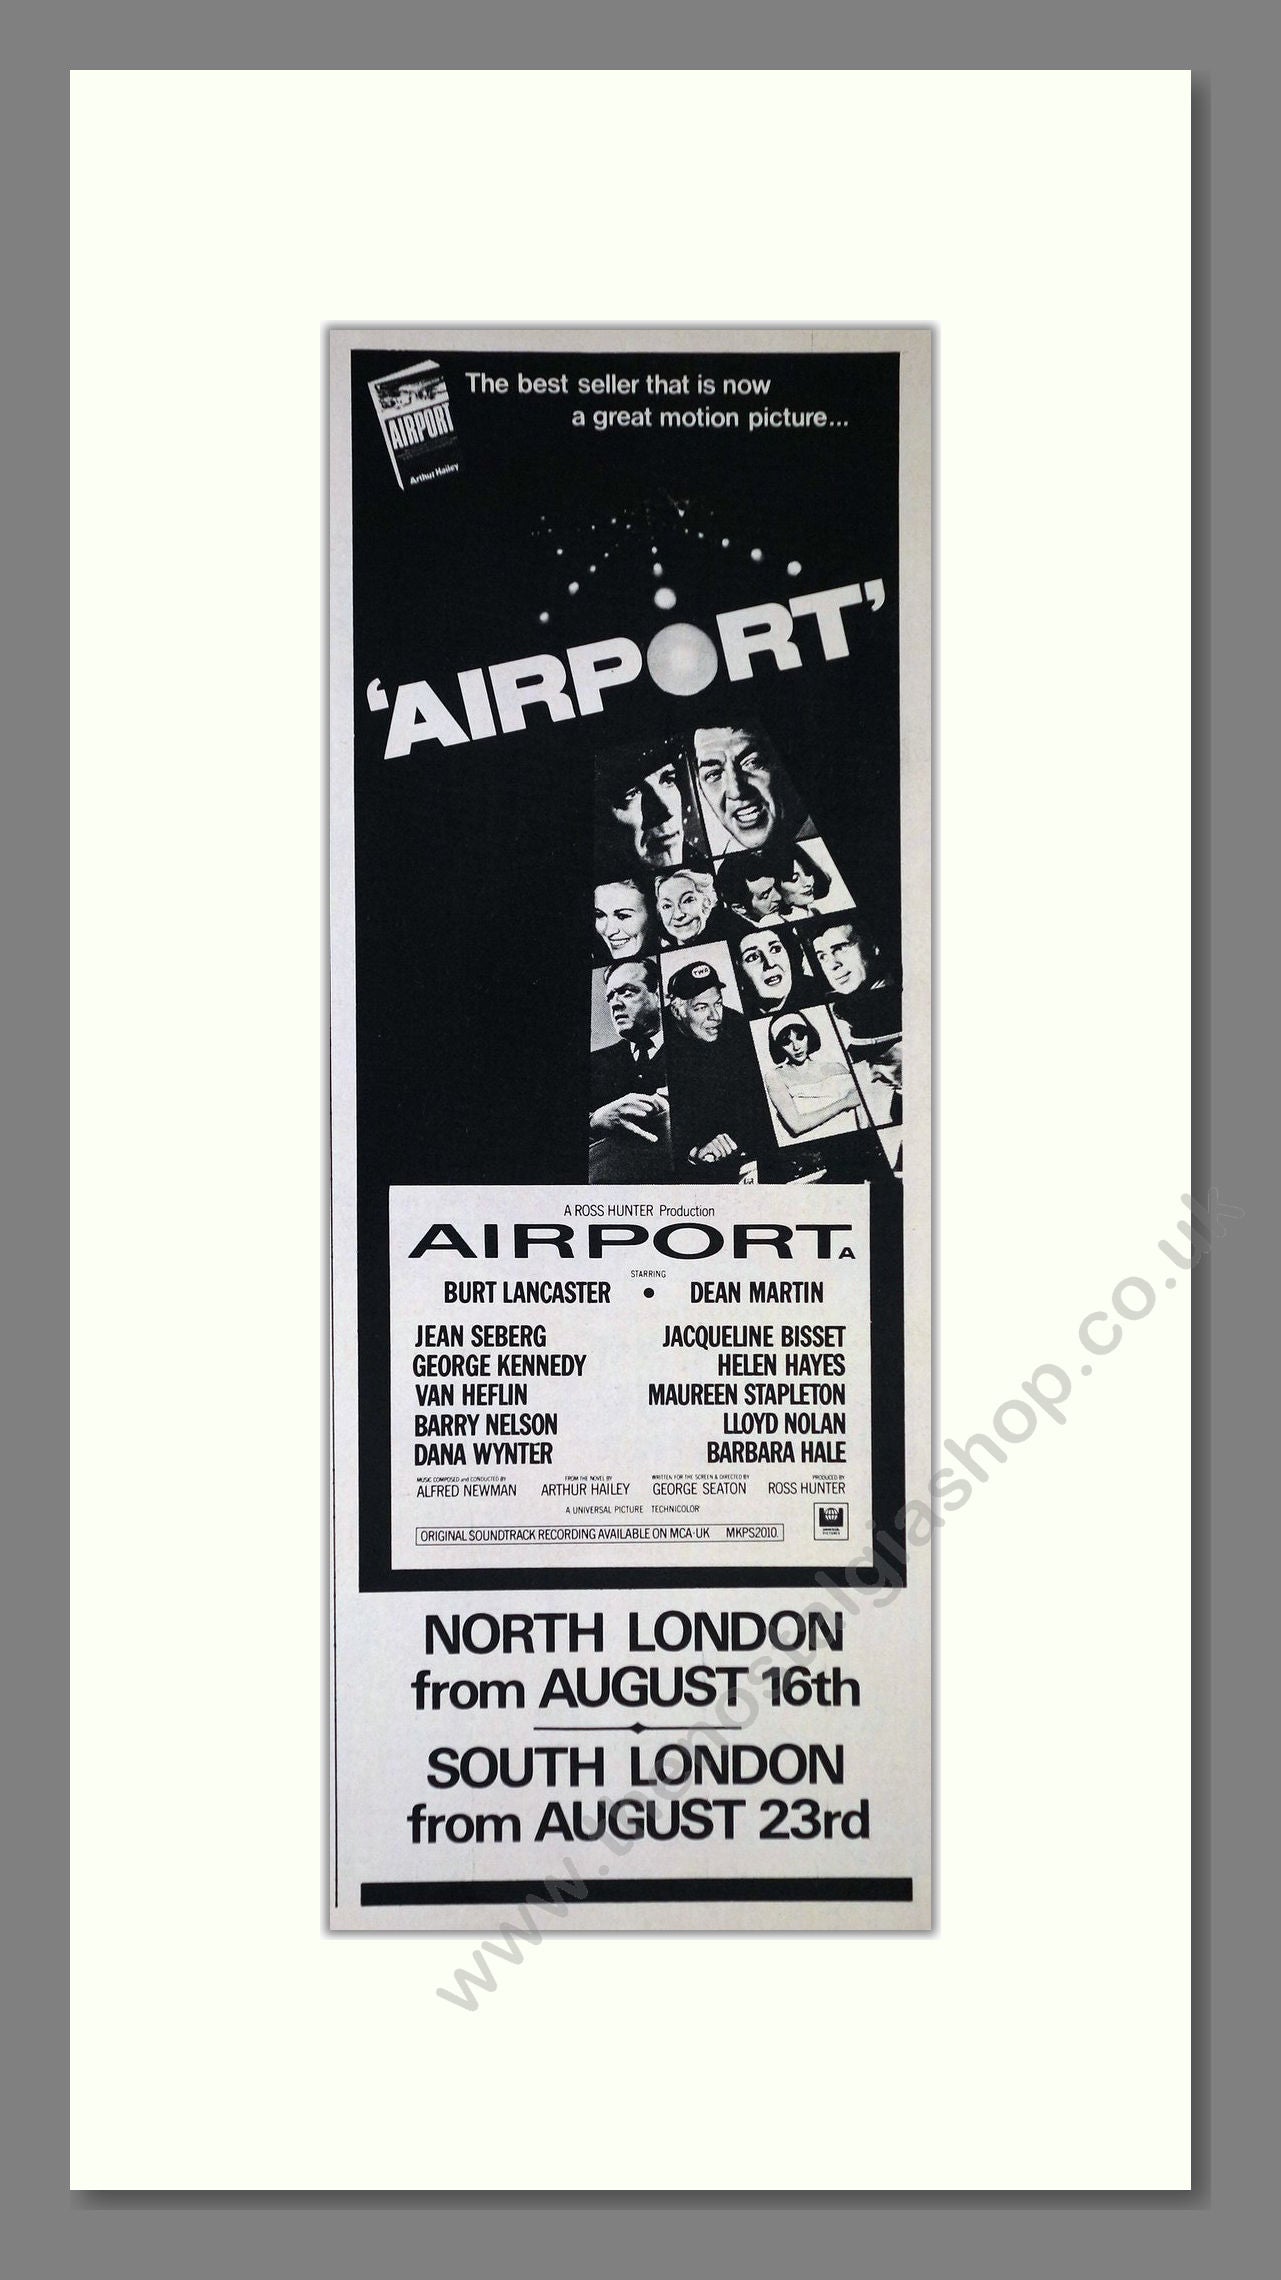 The best seller that is now
a great motion picture...
AIRPORT
Arthur Hailey
'AIRPORT'
TWA
A ROSS HUNTER Production
AIRPORT A
STARRING
BURT LANCASTER • DEAN MARTIN
JEAN SEBERG JACQUELINE BISSET
GEORGE KENNEDY HELEN HAYES
VAN HEFLIN MAUREEN STAPLETON
BARRY NELSON LLOYD NOLAN
DANA WYNTER BARBARA HALE
MUSIC COMPOSED and CONDUCTED BY FROM THE NOVEL BY WRITTEN FOR THE SCREEN & DIRECTED BY PRODUCED BY
ALFRED NEWMAN ARTHUR HAILEY GEORGE SEATON ROSS HUNTER
A UNIVERSAL PICTURE TECHNICOLOR
ORIGINAL SOUNDTRACK RECORDING AVAILABLE ON MCA-UK MKPS2010.
NORTH LONDON
from AUGUST 16th
SOUTH LONDON
from AUGUST 23rd
www.thenostalgiashop.co.uk